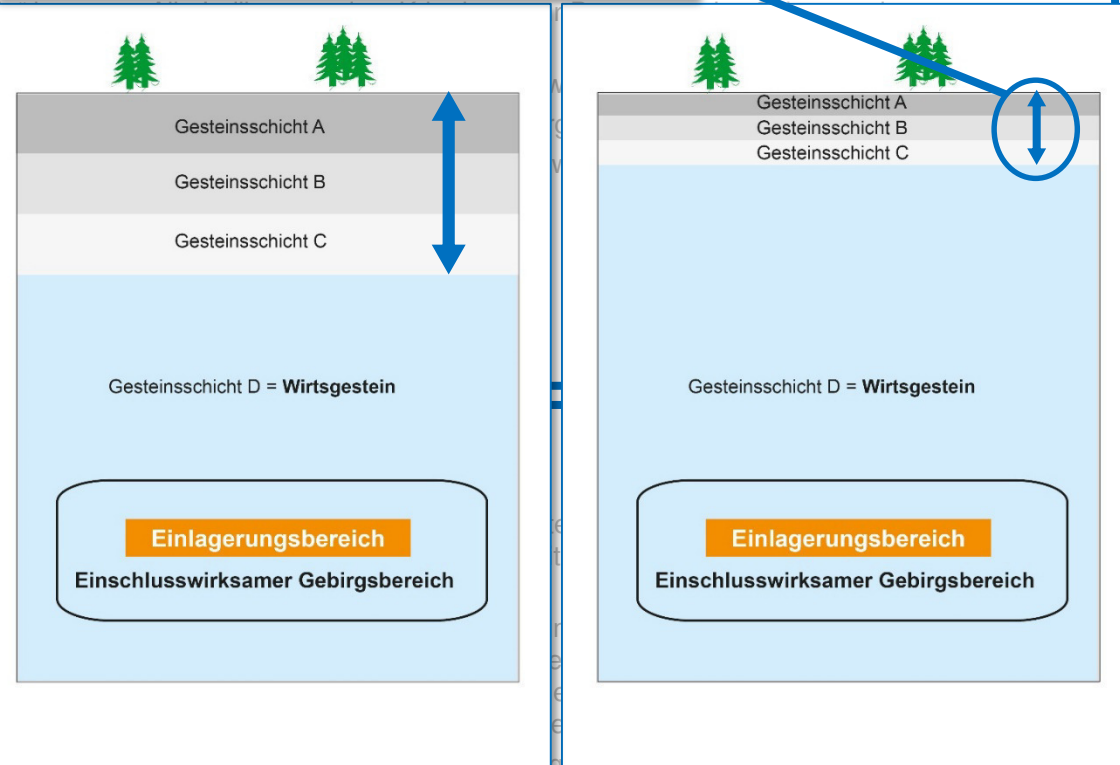 Gesteinsschicht A
Gesteinsschicht B
Gesteinsschicht C
Gesteinsschicht D = Wirtsgestein
Einlagerungsbereich
Einschlusswirksamer Gebirgsbereich
Gesteinsschicht A
Gesteinsschicht B
Gesteinsschicht C
Gesteinsschicht D = Wirtsgestein
Einlagerungsbereich
Einschlusswirksamer Gebirgsbereich